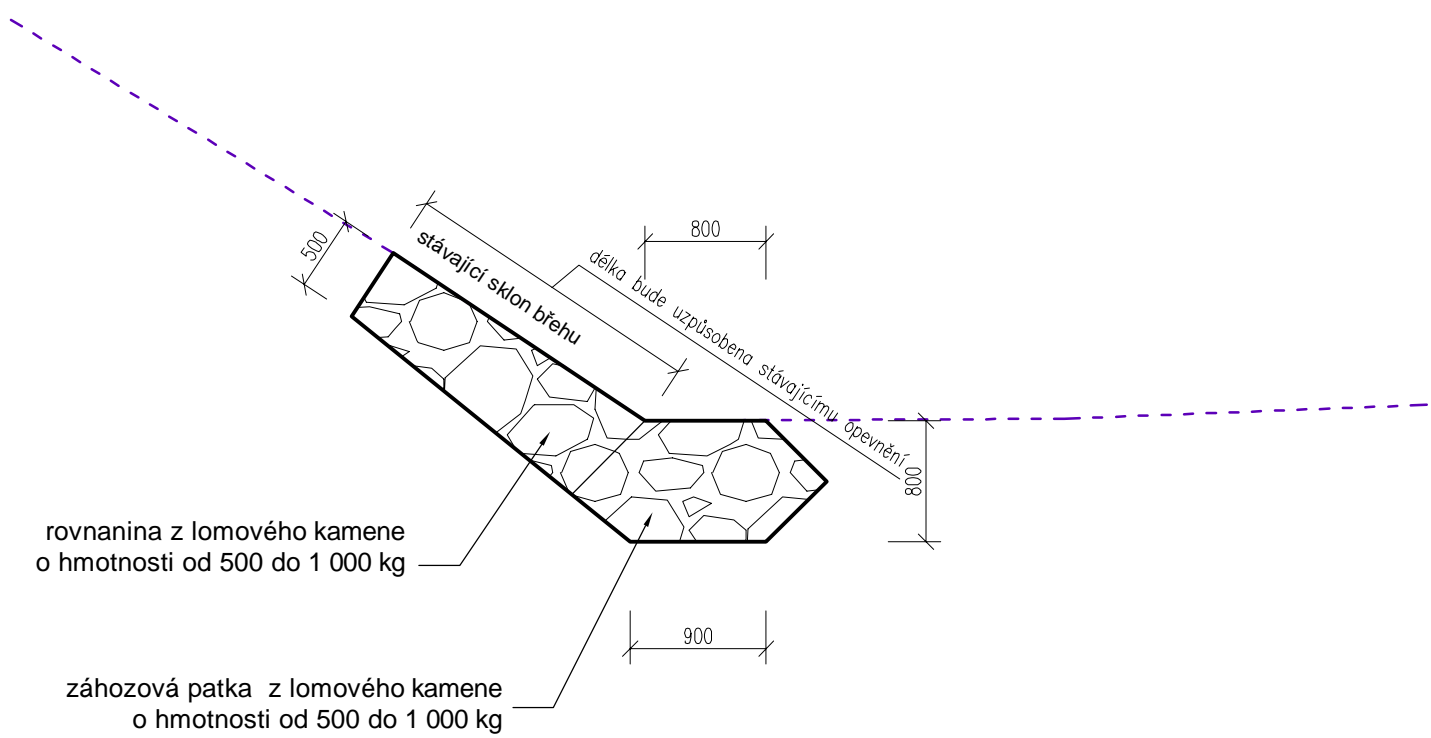 800
500
stávající sklon břehu
délka bude uzpůsobena stávajícímu opevnění
800
rovnanina z lomového kamene
o hmotnosti od 500 do 1 000 kg
900
záhozová patka z lomového kamene
o hmotnosti od 500 do 1 000 kg